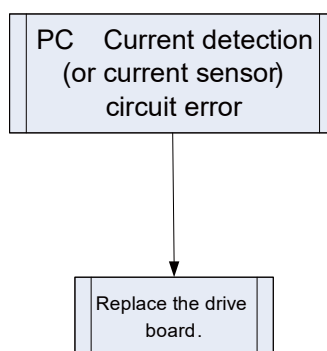 PC Current detection
(or current sensor)
circuit error
Replace the drive
board.